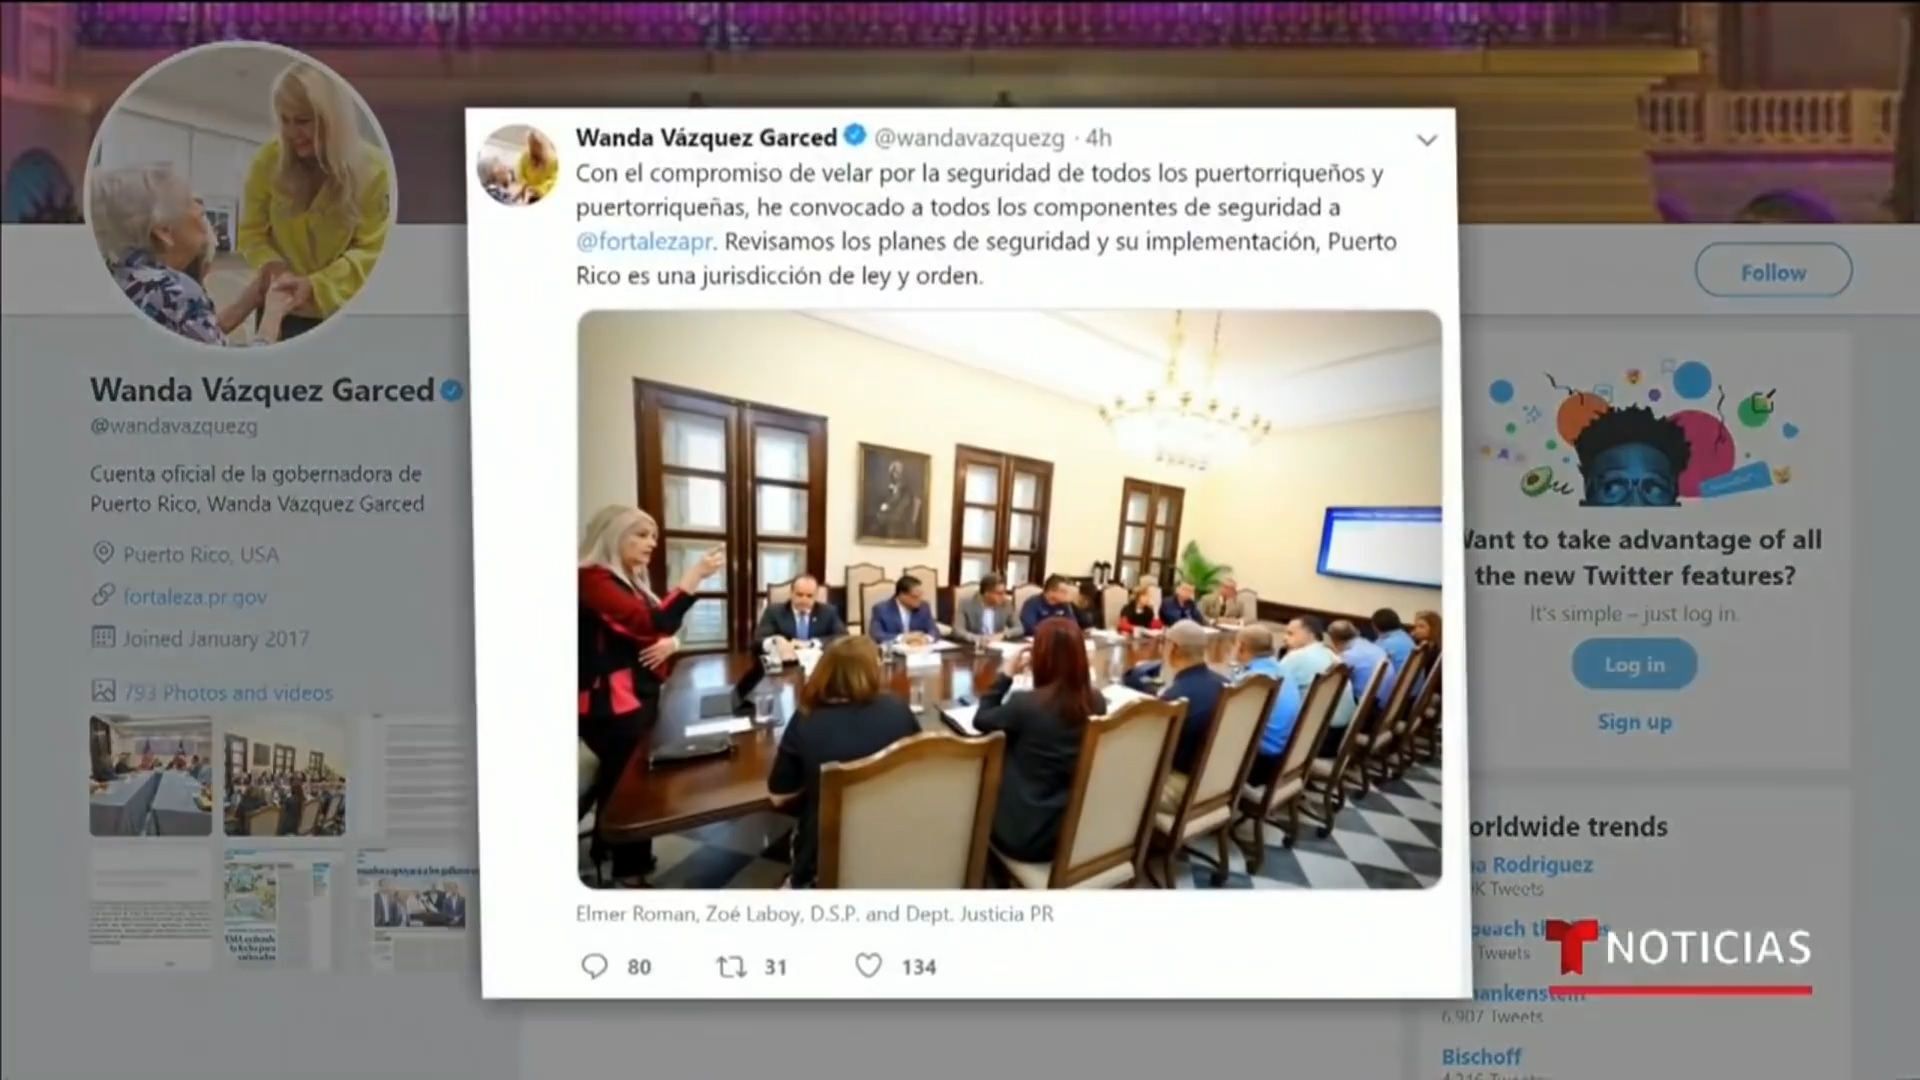 Wanda Vázquez Garced @wandavazquezg · 4h
Con el compromiso de velar por la seguridad de todos los puertorriqueños y
puertorriqueñas, he convocado a todos los componentes de seguridad a
@fortalezapr. Revisamos los planes de seguridad y su implementación, Puerto
Rico es una jurisdicción de ley y orden.
Elmer Roman, Zoé Laboy, D.S.P. and Dept. Justicia PR
80 31 134
Wanda Vázquez Garced
@wandavazquezg
Cuenta oficial de la gobernadora de
Puerto Rico, Wanda Vázquez Garced
Puerto Rico, USA
fortaleza.pr.gov
Joined January 2017
793 Photos and videos
Follow
ant to take advantage of all
the new Twitter features?
It's simple – just log in.
Log in
Sign up
orldwide trends
a Rodriguez
K Tweets
peach th
Tweets
ankenstein
6,907 Tweets
Bischoff
NOTICIAS